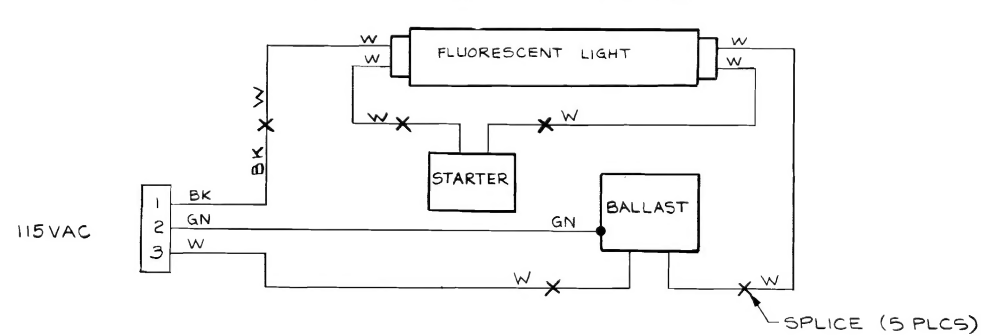 W
W
FLUORESCENT LIGHT
W
W
W
BK
W
W
STARTER
BALLAST
115VAC
1 BK
2 GN
GN
3 W
W
W
SPLICE (5 PLCS)